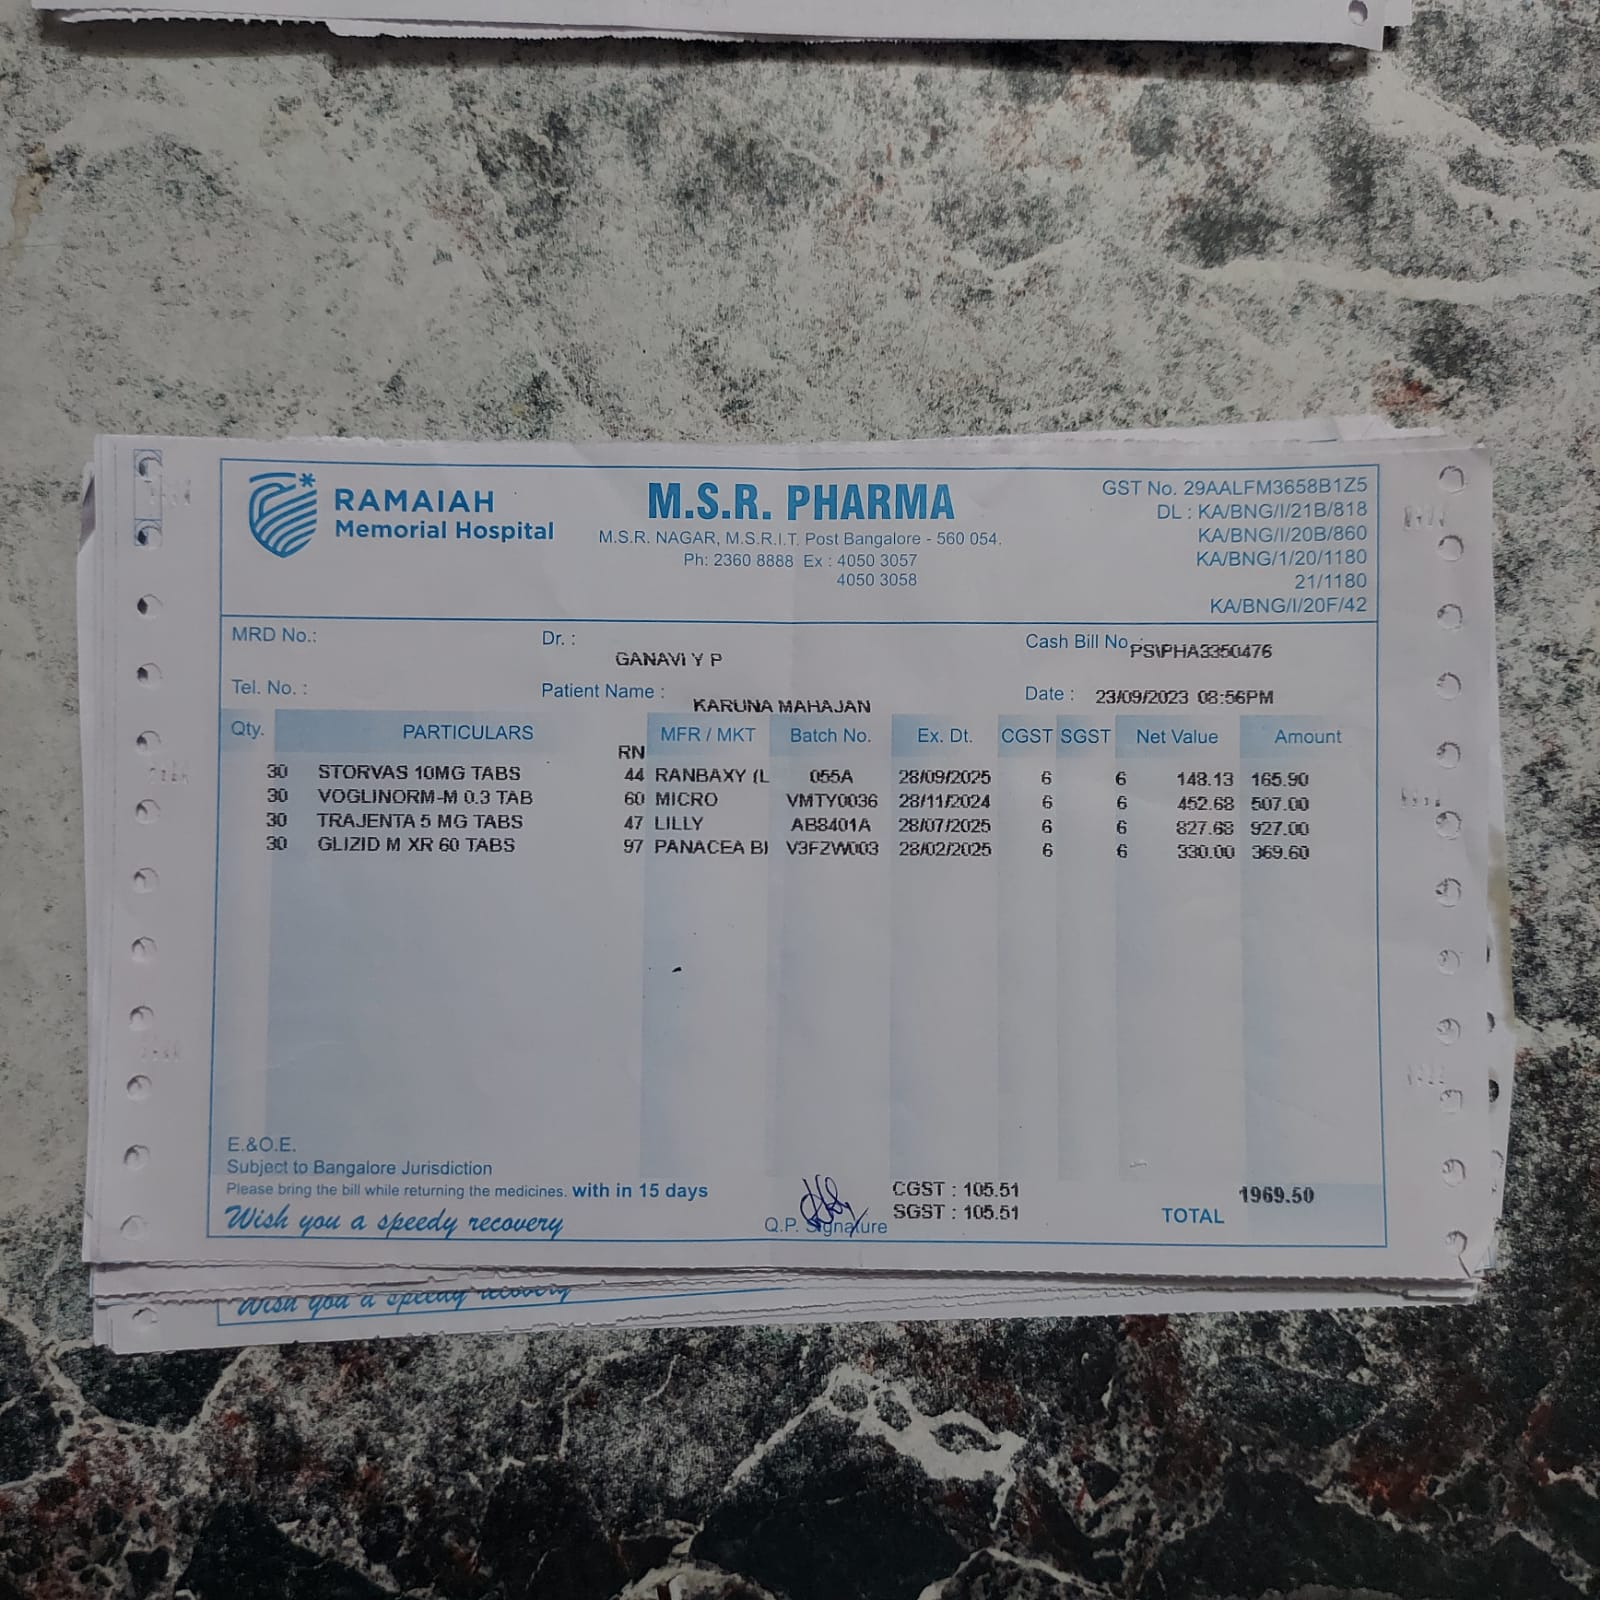 RAMAIAH
Memorial Hospital
M.S.R. PHARMA
M.S.R. NAGAR, M.S.R.I.T. Post Bangalore - 560 054.
Ph: 2360 8888 Ex : 4050 3057
4050 3058
GST No. 29AALFM3658B1Z5
DL : KA/BNG/I/21B/818
KA/BNG/I/20B/860
KA/BNG/1/20/1180
21/1180
KA/BNG/I/20F/42
MRD No.: Dr. : GANAVI Y P Cash Bill No.: PS\PHA3350476
Tel. No. : Patient Name : KARUNA MAHAJAN Date : 23/09/2023 08:56PM
Qty. PARTICULARS RN MFR / MKT Batch No. Ex. Dt. CGST SGST Net Value Amount
30 STORVAS 10MG TABS 44 RANBAXY (L 055A 28/09/2025 6 6 148.13 165.90
30 VOGLINORM-M 0.3 TAB 60 MICRO VMTY0036 28/11/2024 6 6 452.68 507.00
30 TRAJENTA 5 MG TABS 47 LILLY AB8401A 28/07/2025 6 6 827.68 927.00
30 GLIZID M XR 60 TABS 97 PANACEA BI V3FZW003 28/02/2025 6 6 330.00 369.60
E.&O.E.
Subject to Bangalore Jurisdiction
Please bring the bill while returning the medicines. with in 15 days
Wish you a speedy recovery
Q.P. Signature
CGST : 105.51
SGST : 105.51
TOTAL 1969.50
Wish you a speedy recovery